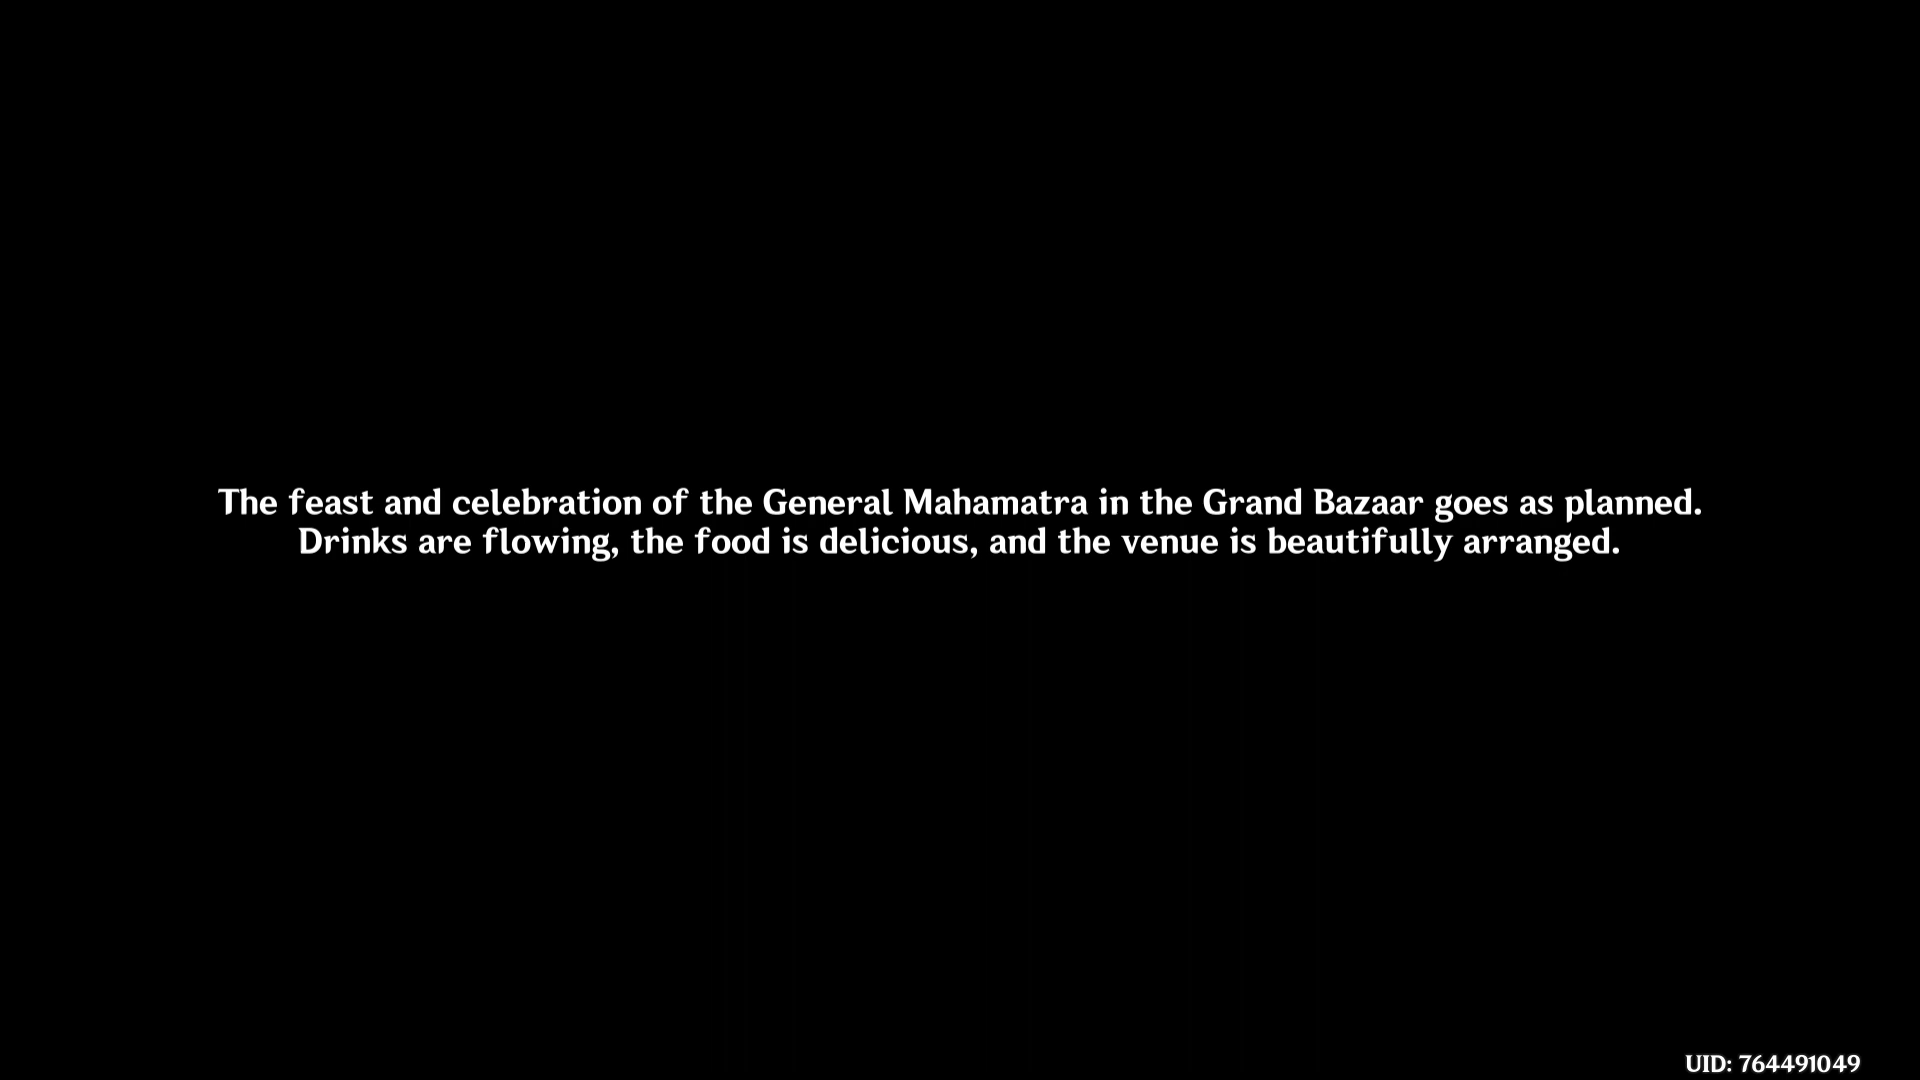 The feast and celebration of the General Mahamatra in the Grand Bazaar goes as planned.
Drinks are flowing, the food is delicious, and the venue is beautifully arranged.
UID: 764491049